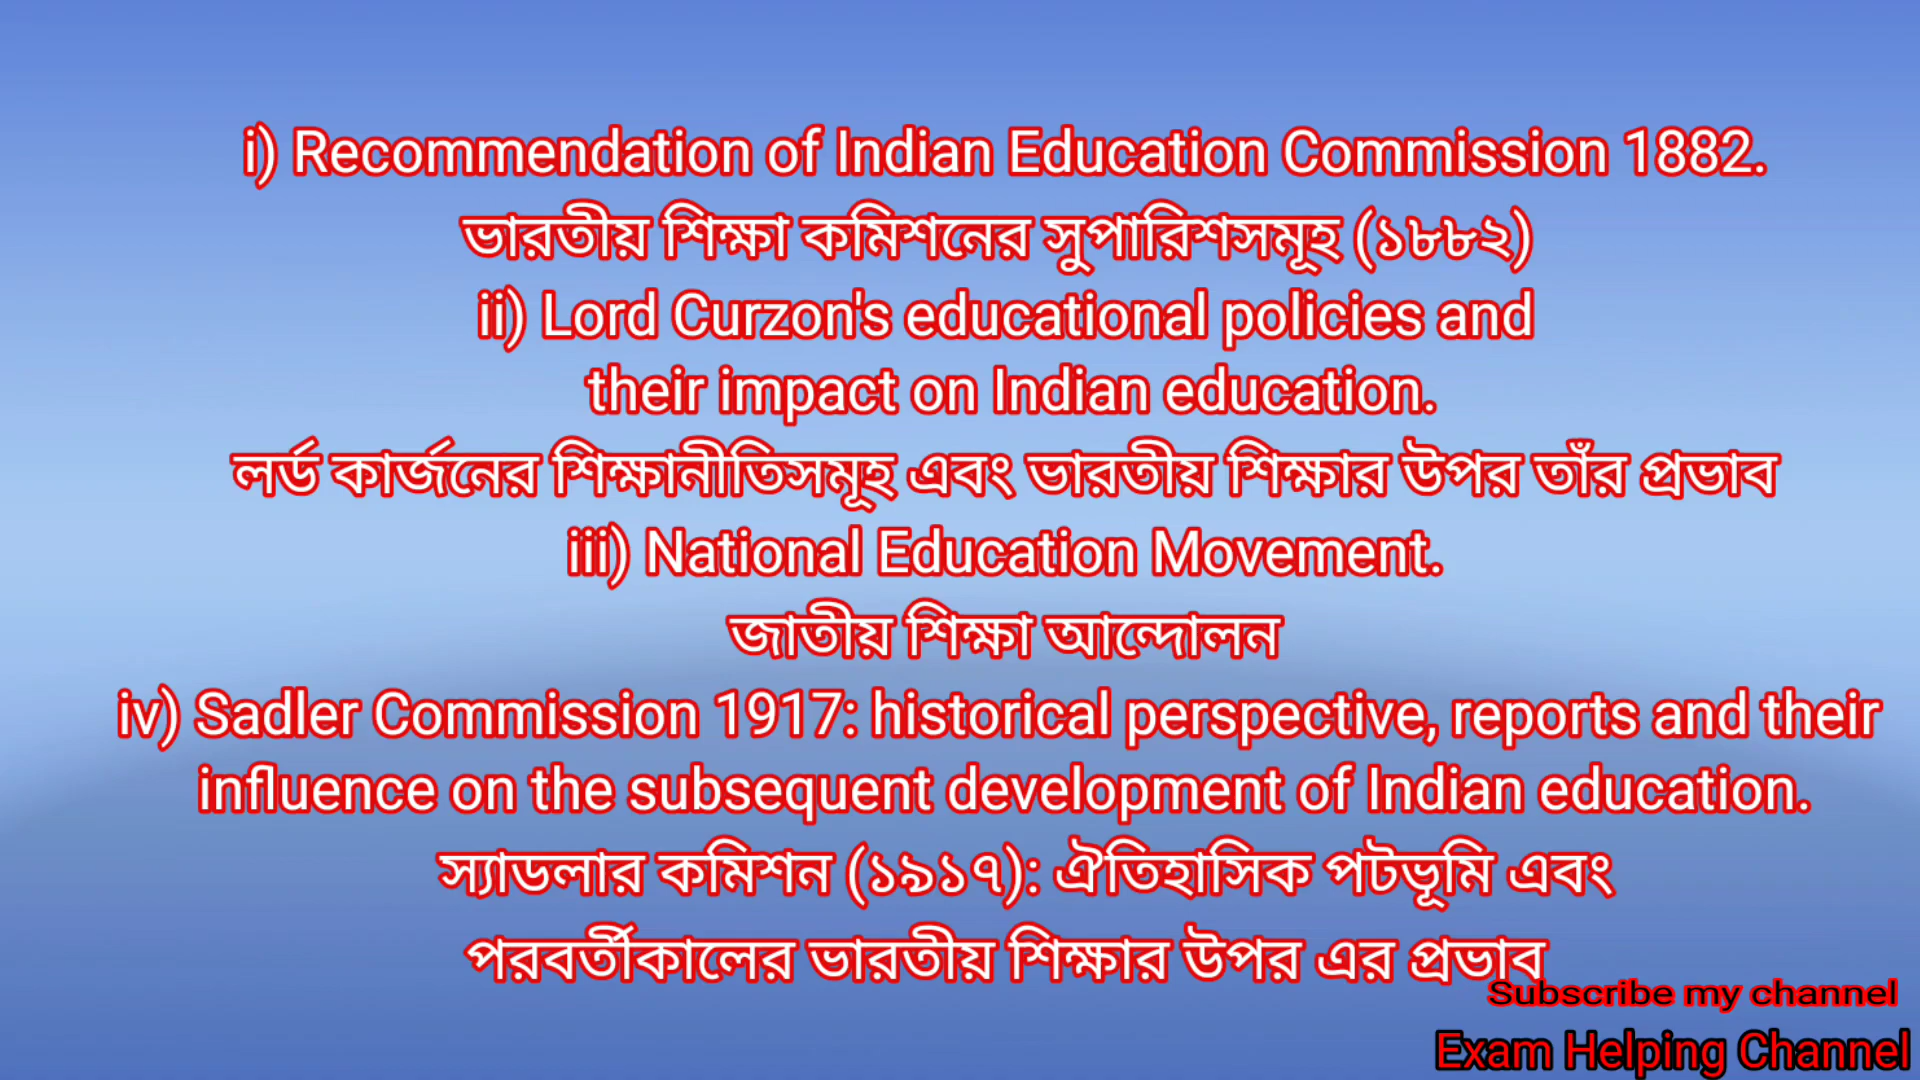 i) Recommendation of Indian Education Commission 1882.
ভারতীয় শিক্ষা কমিশনের সুপারিশসমূহ (১৮৮২)
ii) Lord Curzon's educational policies and
their impact on Indian education.
লর্ড কার্জনের শিক্ষানীতিসমূহ এবং ভারতীয় শিক্ষার উপর তাঁর প্রভাব
iii) National Education Movement.
জাতীয় শিক্ষা আন্দোলন
iv) Sadler Commission 1917: historical perspective, reports and their
influence on the subsequent development of Indian education.
স্যাডলার কমিশন (১৯১৭): ঐতিহাসিক পটভূমি এবং
পরবর্তীকালের ভারতীয় শিক্ষার উপর এর প্রভাব
Subscribe my channel
Exam Helping Channel